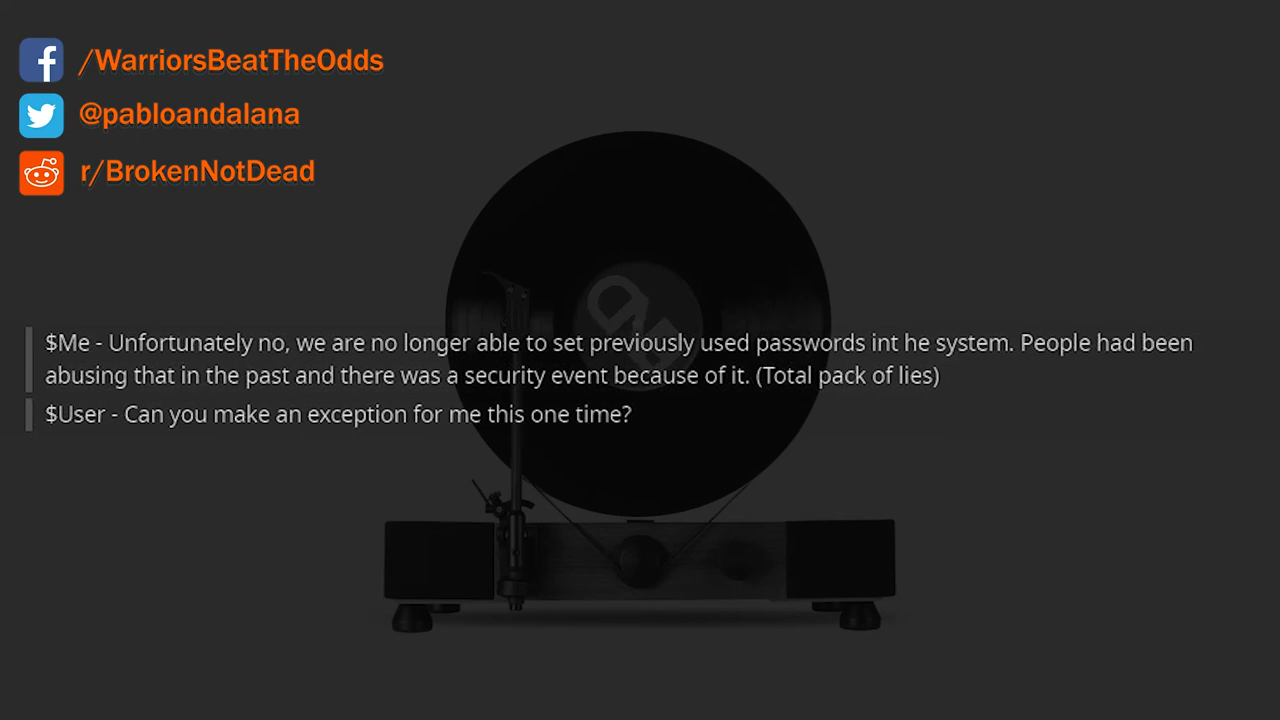 /WarriorsBeatTheOdds
@pabloandalana
r/BrokenNotDead
$Me - Unfortunately no, we are no longer able to set previously used passwords int he system. People had been
abusing that in the past and there was a security event because of it. (Total pack of lies)
$User - Can you make an exception for me this one time?